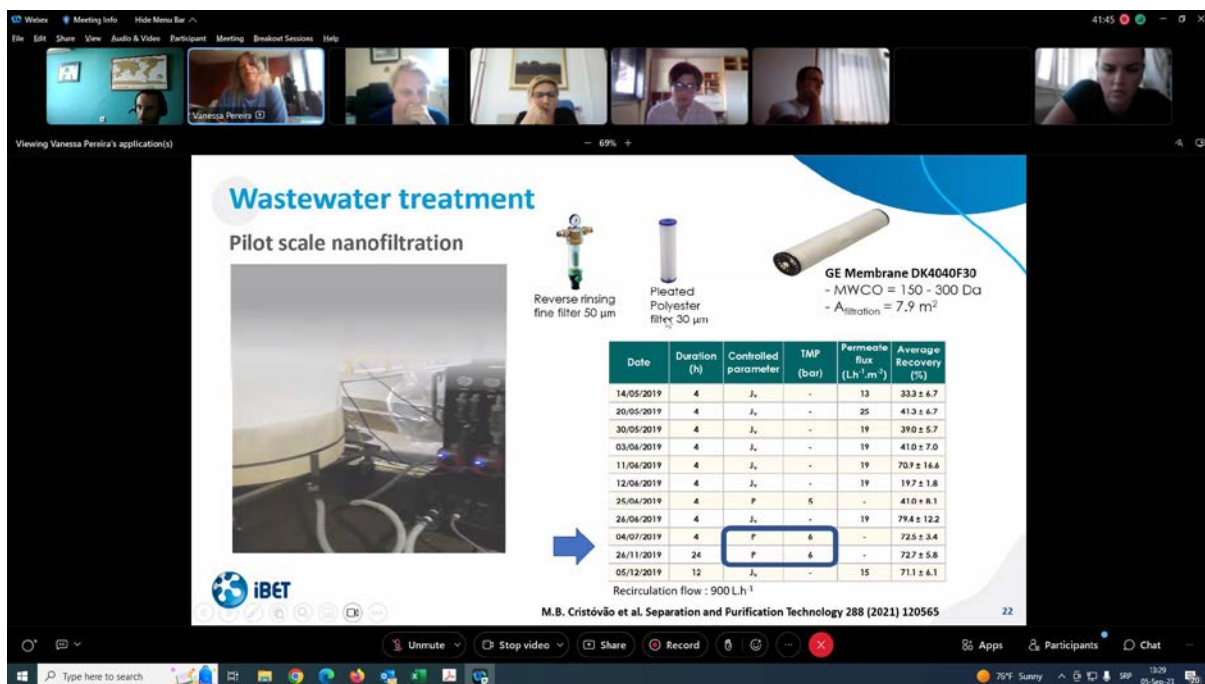 Webex Meeting Info Hide Menu Bar
41:45
File Edit Share View Audio & Video Participant Meeting Breakout Sessions Help
Vanessa Pereira
Viewing Vanessa Pereira's application(s)
− 69% +
Wastewater treatment
Pilot scale nanofiltration
Reverse rinsing
fine filter 50 µm
Pleated
Polyester
filter 30 µm
GE Membrane DK4040F30
- MWCO = 150 - 300 Da
- Afiltration = 7.9 m²
Date Duration (h) Controlled parameter TMP (bar) Permeate flux (Lh⁻¹.m⁻²) Average Recovery (%)
14/05/2019 4 Jᵥ - 13 33.3 ± 6.7
20/05/2019 4 Jᵥ - 25 41.3 ± 6.7
30/05/2019 4 Jᵥ - 19 39.0 ± 5.7
03/06/2019 4 Jᵥ - 19 41.0 ± 7.0
11/06/2019 4 Jᵥ - 19 70.9 ± 16.6
12/06/2019 4 Jᵥ - 19 19.7 ± 1.8
25/06/2019 4 P 5 - 41.0 ± 8.1
26/06/2019 4 Jᵥ - 19 79.4 ± 12.2
04/07/2019 4 P 6 - 72.5 ± 3.4
26/11/2019 24 P 6 - 72.7 ± 5.8
05/12/2019 12 Jᵥ - 15 71.1 ± 6.1
Recirculation flow : 900 L.h⁻¹
iBET
M.B. Cristóvão et al. Separation and Purification Technology 288 (2021) 120565
22
Unmute Stop video Share Record Apps Participants Chat
Type here to search
76°F Sunny SRP 13:29
05-Sep-23